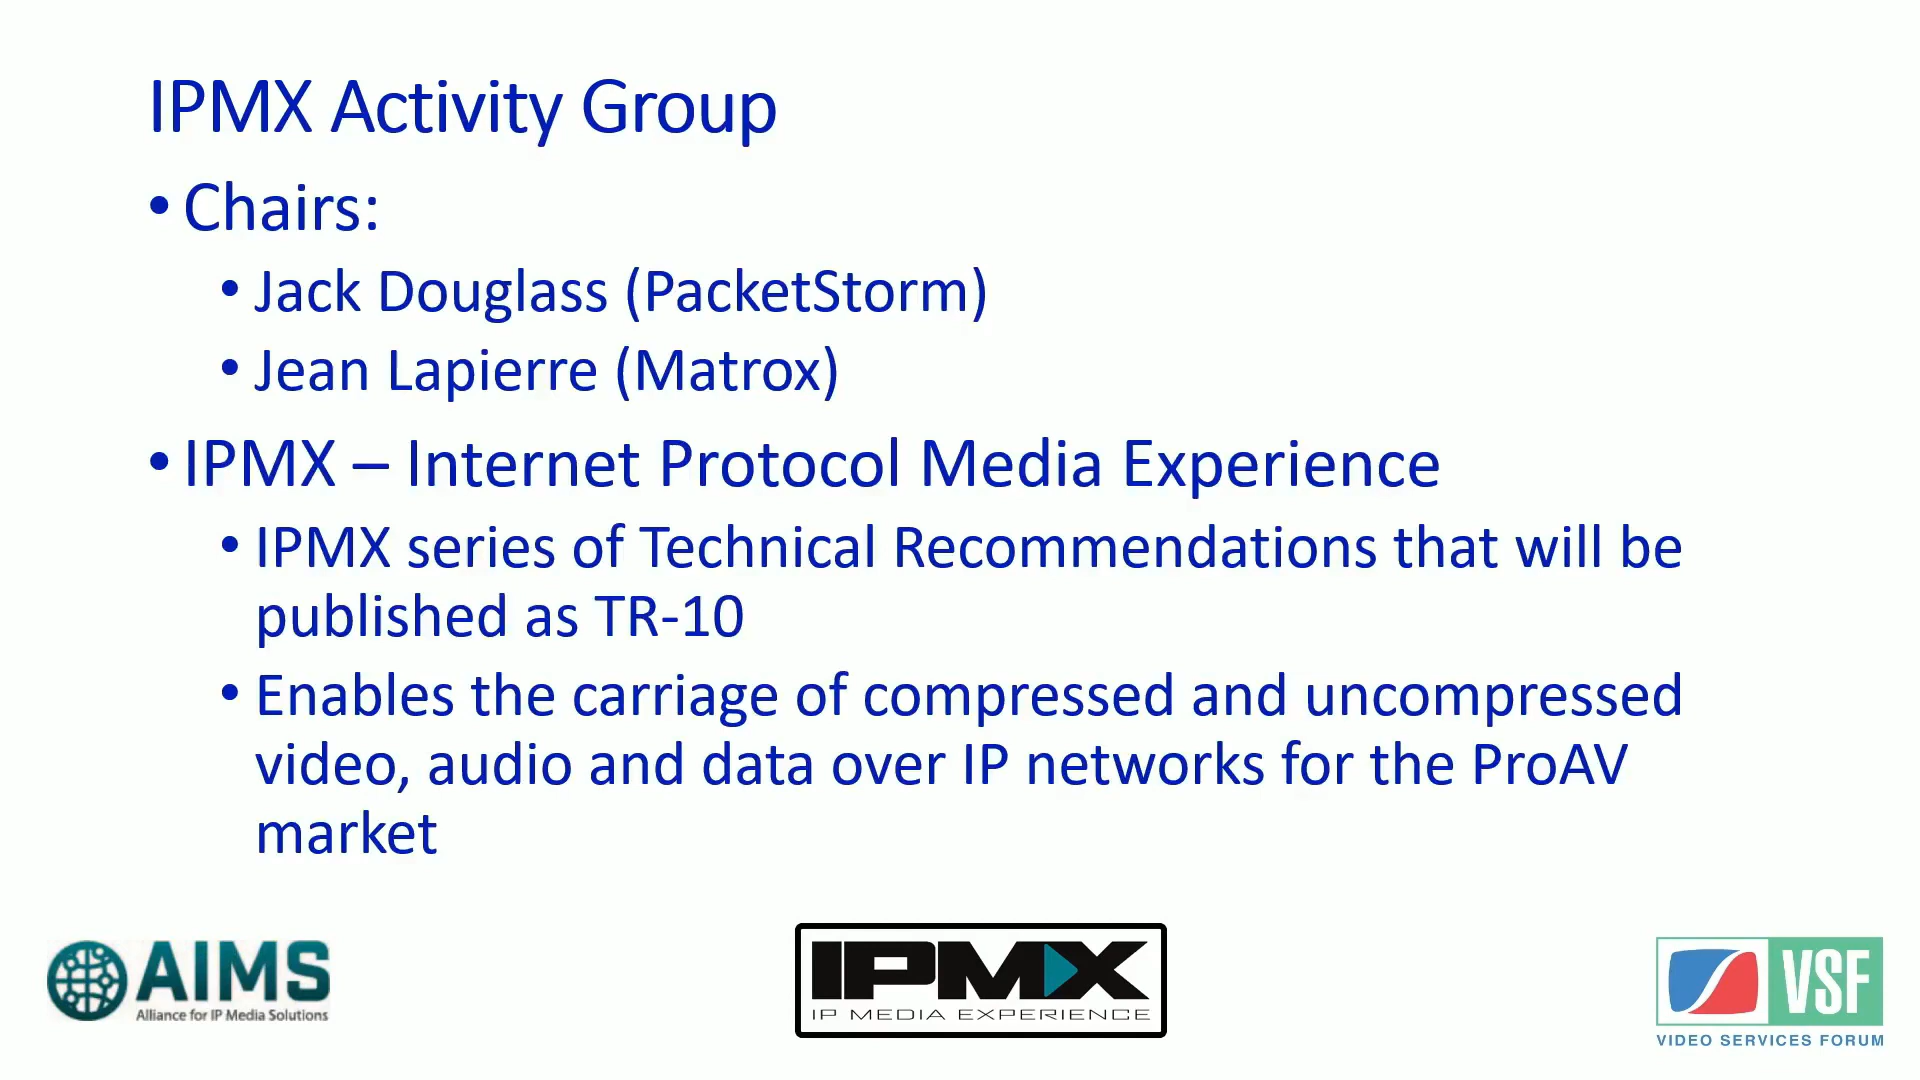 IPMX Activity Group
• Chairs:
• Jack Douglass (PacketStorm)
• Jean Lapierre (Matrox)
• IPMX – Internet Protocol Media Experience
• IPMX series of Technical Recommendations that will be
published as TR-10
• Enables the carriage of compressed and uncompressed
video, audio and data over IP networks for the ProAV
market
AIMS
Alliance for IP Media Solutions
IPMX
IP MEDIA EXPERIENCE
VSF
VIDEO SERVICES FORUM